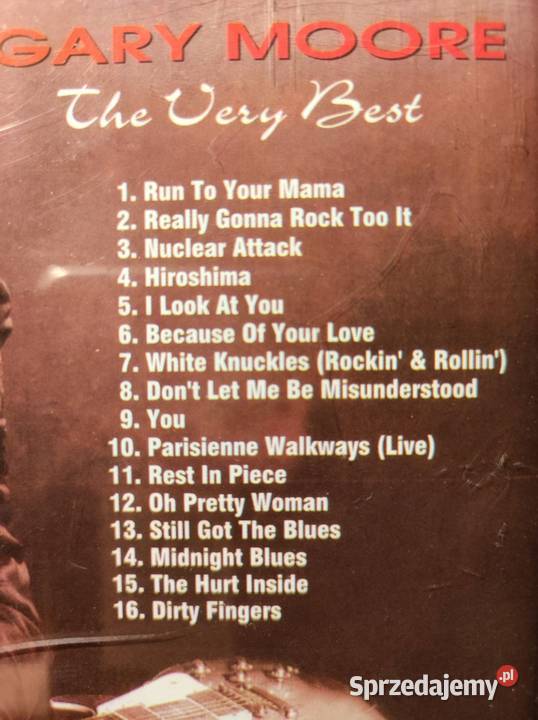 GARY MOORE
The Very Best
1. Run To Your Mama
2. Really Gonna Rock Too It
3. Nuclear Attack
4. Hiroshima
5. I Look At You
6. Because Of Your Love
7. White Knuckles (Rockin' & Rollin')
8. Don't Let Me Be Misunderstood
9. You
10. Parisienne Walkways (Live)
11. Rest In Piece
12. Oh Pretty Woman
13. Still Got The Blues
14. Midnight Blues
15. The Hurt Inside
16. Dirty Fingers
Sprzedajemy.pl